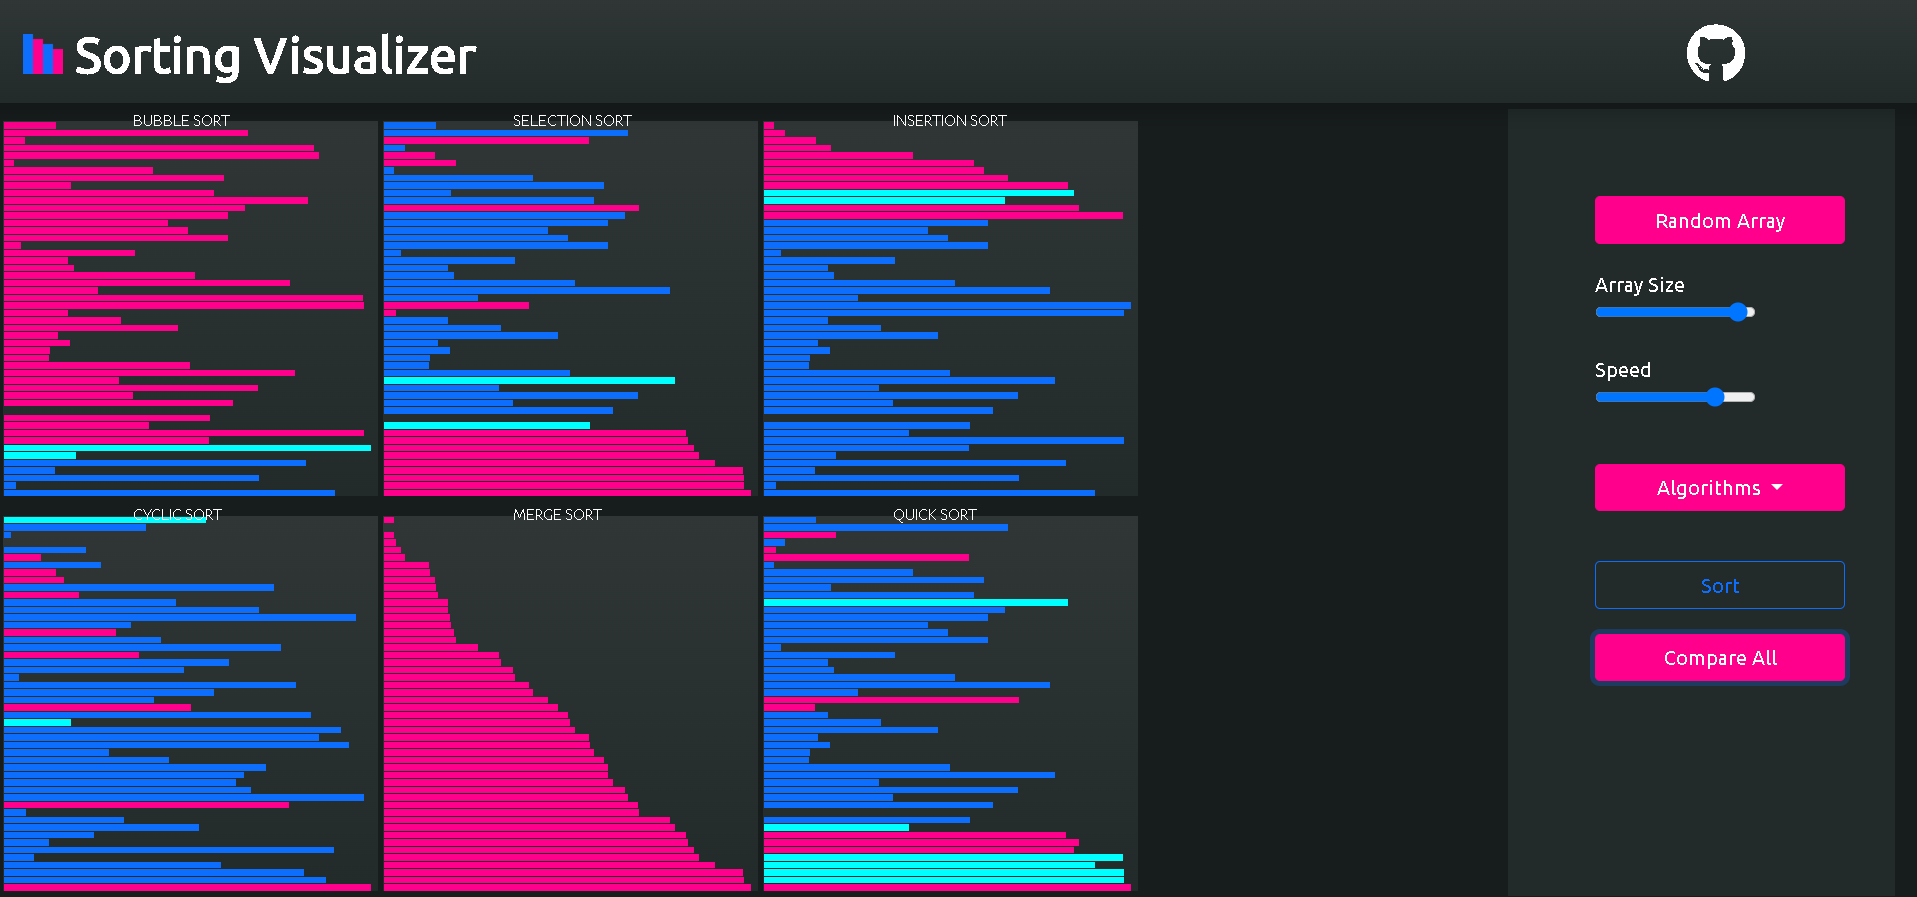 Sorting Visualizer
BUBBLE SORT
SELECTION SORT
INSERTION SORT
CYCLIC SORT
MERGE SORT
QUICK SORT
Random Array
Array Size
Speed
Algorithms
Sort
Compare All